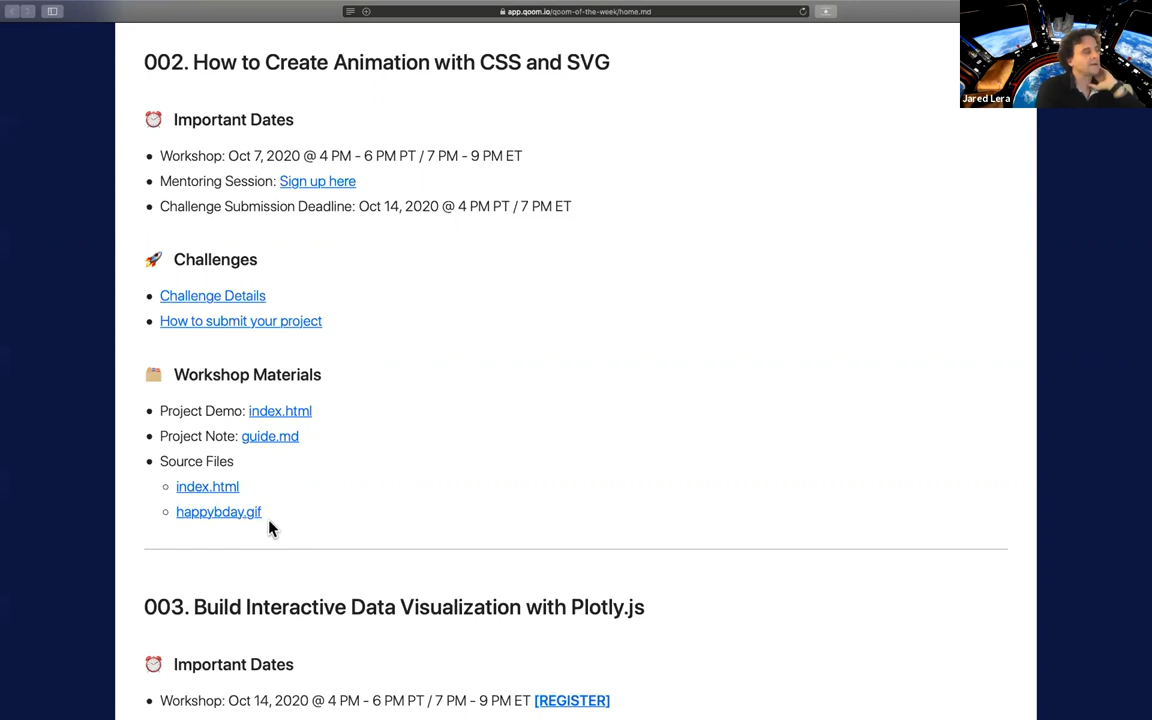 app.qoom.io/qoom-of-the-week/home.md
Jared Lera
002. How to Create Animation with CSS and SVG
⏰ Important Dates
• Workshop: Oct 7, 2020 @ 4 PM - 6 PM PT / 7 PM - 9 PM ET
• Mentoring Session: Sign up here
• Challenge Submission Deadline: Oct 14, 2020 @ 4 PM PT / 7 PM ET
🚀 Challenges
• Challenge Details
• How to submit your project
🗂️ Workshop Materials
• Project Demo: index.html
• Project Note: guide.md
• Source Files
○ index.html
○ happybday.gif
003. Build Interactive Data Visualization with Plotly.js
⏰ Important Dates
• Workshop: Oct 14, 2020 @ 4 PM - 6 PM PT / 7 PM - 9 PM ET [REGISTER]